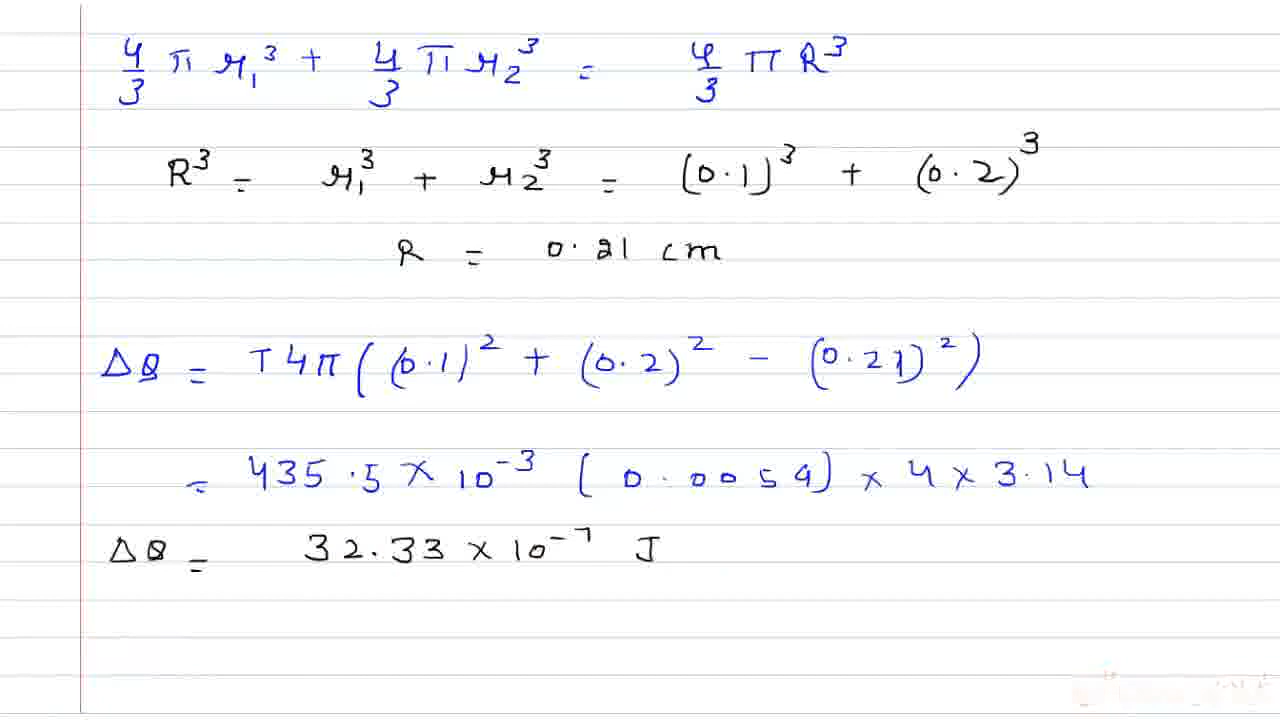 4/3 π r₁³ + 4/3 π r₂³ = 4/3 π R³
R³ = r₁³ + r₂³ = (0.1)³ + (0.2)³
R = 0.21 cm
ΔQ = T4π((0.1)² + (0.2)² - (0.21)²)
= 435.5 × 10⁻³ (0.0059) × 4 × 3.14
ΔQ = 32.33 × 10⁻⁷ J